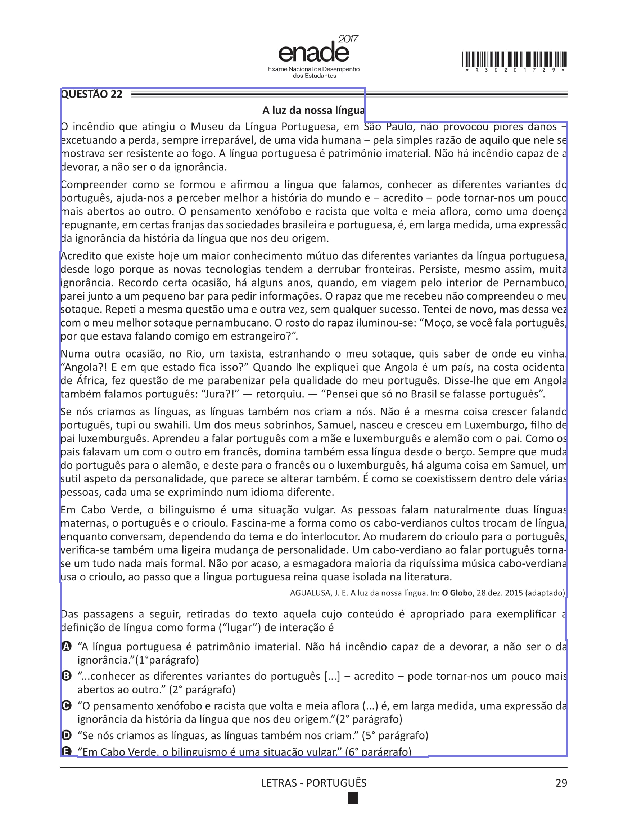 2017
enade
Exame Nacional de Desempenho
dos Estudantes
QUESTÃO 22
A luz da nossa língua
O incêndio que atingiu o Museu da Língua Portuguesa, em São Paulo, não provocou piores danos –
excetuando a perda, sempre irreparável, de uma vida humana – pela simples razão de aquilo que nele se
mostrava ser resistente ao fogo. A língua portuguesa é patrimônio imaterial. Não há incêndio capaz de a
devorar, a não ser o da ignorância.
Compreender como se formou e afirmou a língua que falamos, conhecer as diferentes variantes do
português, ajuda-nos a perceber melhor a história do mundo e – acredito – pode tornar-nos um pouco
mais abertos ao outro. O pensamento xenófobo e racista que volta e meia aflora, como uma doença
repugnante, em certas franjas das sociedades brasileira e portuguesa, é, em larga medida, uma expressão
da ignorância da história da língua que nos deu origem.
Acredito que existe hoje um maior conhecimento mútuo das diferentes variantes da língua portuguesa,
desde logo porque as novas tecnologias tendem a derrubar fronteiras. Persiste, mesmo assim, muita
ignorância. Recordo certa ocasião, há alguns anos, quando, em viagem pelo interior de Pernambuco,
parei junto a um pequeno bar para pedir informações. O rapaz que me recebeu não compreendeu o meu
sotaque. Repeti a mesma questão uma e outra vez, sem qualquer sucesso. Tentei de novo, mas dessa vez
com o meu melhor sotaque pernambucano. O rosto do rapaz iluminou-se: “Moço, se você fala português,
por que estava falando comigo em estrangeiro?”.
Numa outra ocasião, no Rio, um taxista, estranhando o meu sotaque, quis saber de onde eu vinha.
“Angola?! E em que estado fica isso?” Quando lhe expliquei que Angola é um país, na costa ocidental
de África, fez questão de me parabenizar pela qualidade do meu português. Disse-lhe que em Angola
também falamos português: “Jura?!” — retorquiu. — “Pensei que só no Brasil se falasse português”.
Se nós criamos as línguas, as línguas também nos criam a nós. Não é a mesma coisa crescer falando
português, tupi ou swahili. Um dos meus sobrinhos, Samuel, nasceu e cresceu em Luxemburgo, filho de
pai luxemburguês. Aprendeu a falar português com a mãe e luxemburguês e alemão com o pai. Como os
pais falavam um com o outro em francês, domina também essa língua desde o berço. Sempre que muda
do português para o alemão, e deste para o francês ou o luxemburguês, há alguma coisa em Samuel, um
sutil aspeto da personalidade, que parece se alterar também. É como se coexistissem dentro dele várias
pessoas, cada uma se exprimindo num idioma diferente.
Em Cabo Verde, o bilinguismo é uma situação vulgar. As pessoas falam naturalmente duas línguas
maternas, o português e o crioulo. Fascina-me a forma como os cabo-verdianos cultos trocam de língua,
enquanto conversam, dependendo do tema e do interlocutor. Ao mudarem do crioulo para o português,
verifica-se também uma ligeira mudança de personalidade. Um cabo-verdiano ao falar português torna-
se um tudo nada mais formal. Não por acaso, a esmagadora maioria da riquíssima música cabo-verdiana
usa o crioulo, ao passo que a língua portuguesa reina quase isolada na literatura.
AGUALUSA, J. E. A luz da nossa língua. In: O Globo, 28 dez. 2015 (adaptado).
Das passagens a seguir, retiradas do texto aquela cujo conteúdo é apropriado para exemplificar a
definição de língua como forma (“lugar”) de interação é
A “A língua portuguesa é patrimônio imaterial. Não há incêndio capaz de a devorar, a não ser o da
ignorância.”(1°parágrafo)
B “...conhecer as diferentes variantes do português [...] – acredito – pode tornar-nos um pouco mais
abertos ao outro.” (2° parágrafo)
C “O pensamento xenófobo e racista que volta e meia aflora (...) é, em larga medida, uma expressão da
ignorância da história da língua que nos deu origem.”(2° parágrafo)
D “Se nós criamos as línguas, as línguas também nos criam.” (5° parágrafo)
E “Em Cabo Verde, o bilinguismo é uma situação vulgar.” (6° parágrafo)
LETRAS - PORTUGUÊS
29